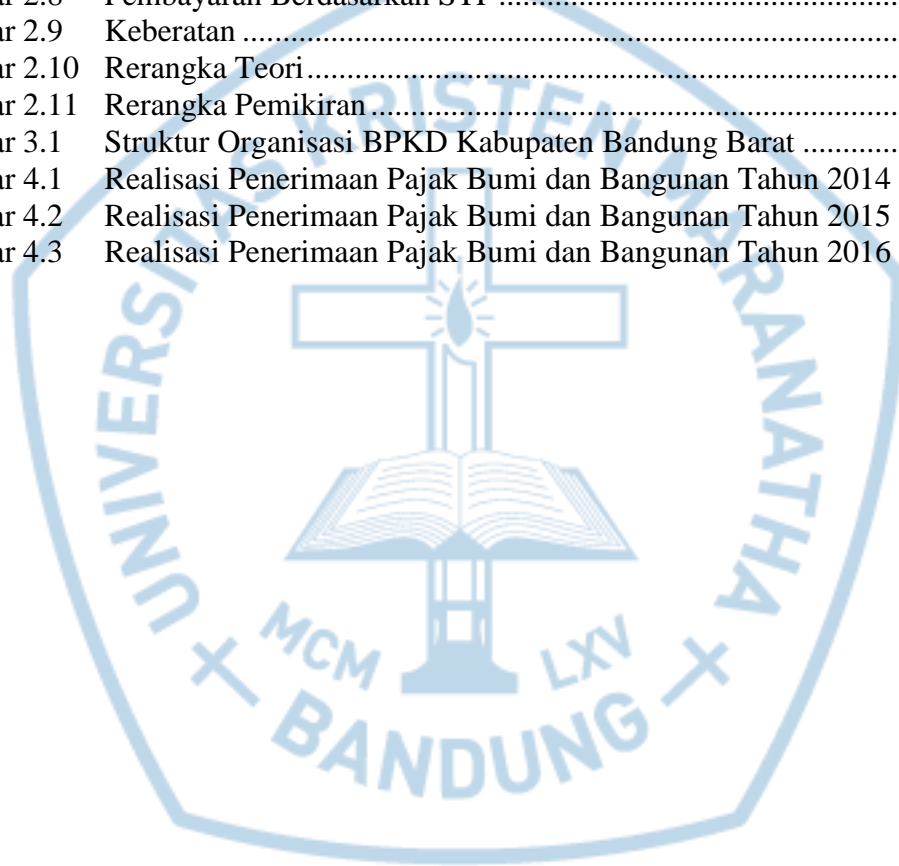 ar 2.8 Pembayaran Berdasarkan STP ....................................................
ar 2.9 Keberatan ....................................................................................
ar 2.10 Rerangka Teori...........................................................................
ar 2.11 Rerangka Pemikiran ..................................................................
ar 3.1 Struktur Organisasi BPKD Kabupaten Bandung Barat ............
ar 4.1 Realisasi Penerimaan Pajak Bumi dan Bangunan Tahun 2014
ar 4.2 Realisasi Penerimaan Pajak Bumi dan Bangunan Tahun 2015
ar 4.3 Realisasi Penerimaan Pajak Bumi dan Bangunan Tahun 2016
UNIVERSITAS KRISTEN MARANATHA
MCM LXV
BANDUNG